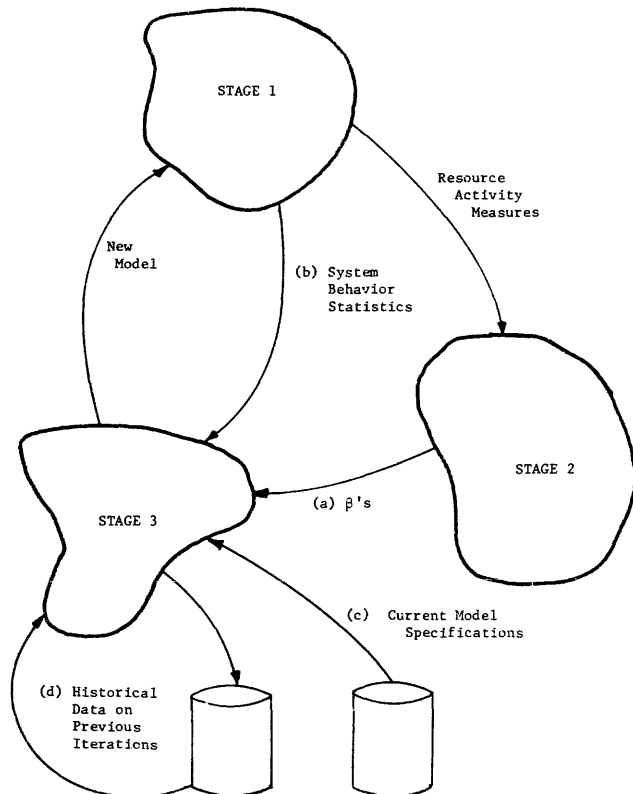 STAGE 1
Resource
Activity
Measures
New
Model
(b) System
Behavior
Statistics
STAGE 2
STAGE 3
(a) β's
(c) Current Model
Specifications
(d) Historical
Data on
Previous
Iterations